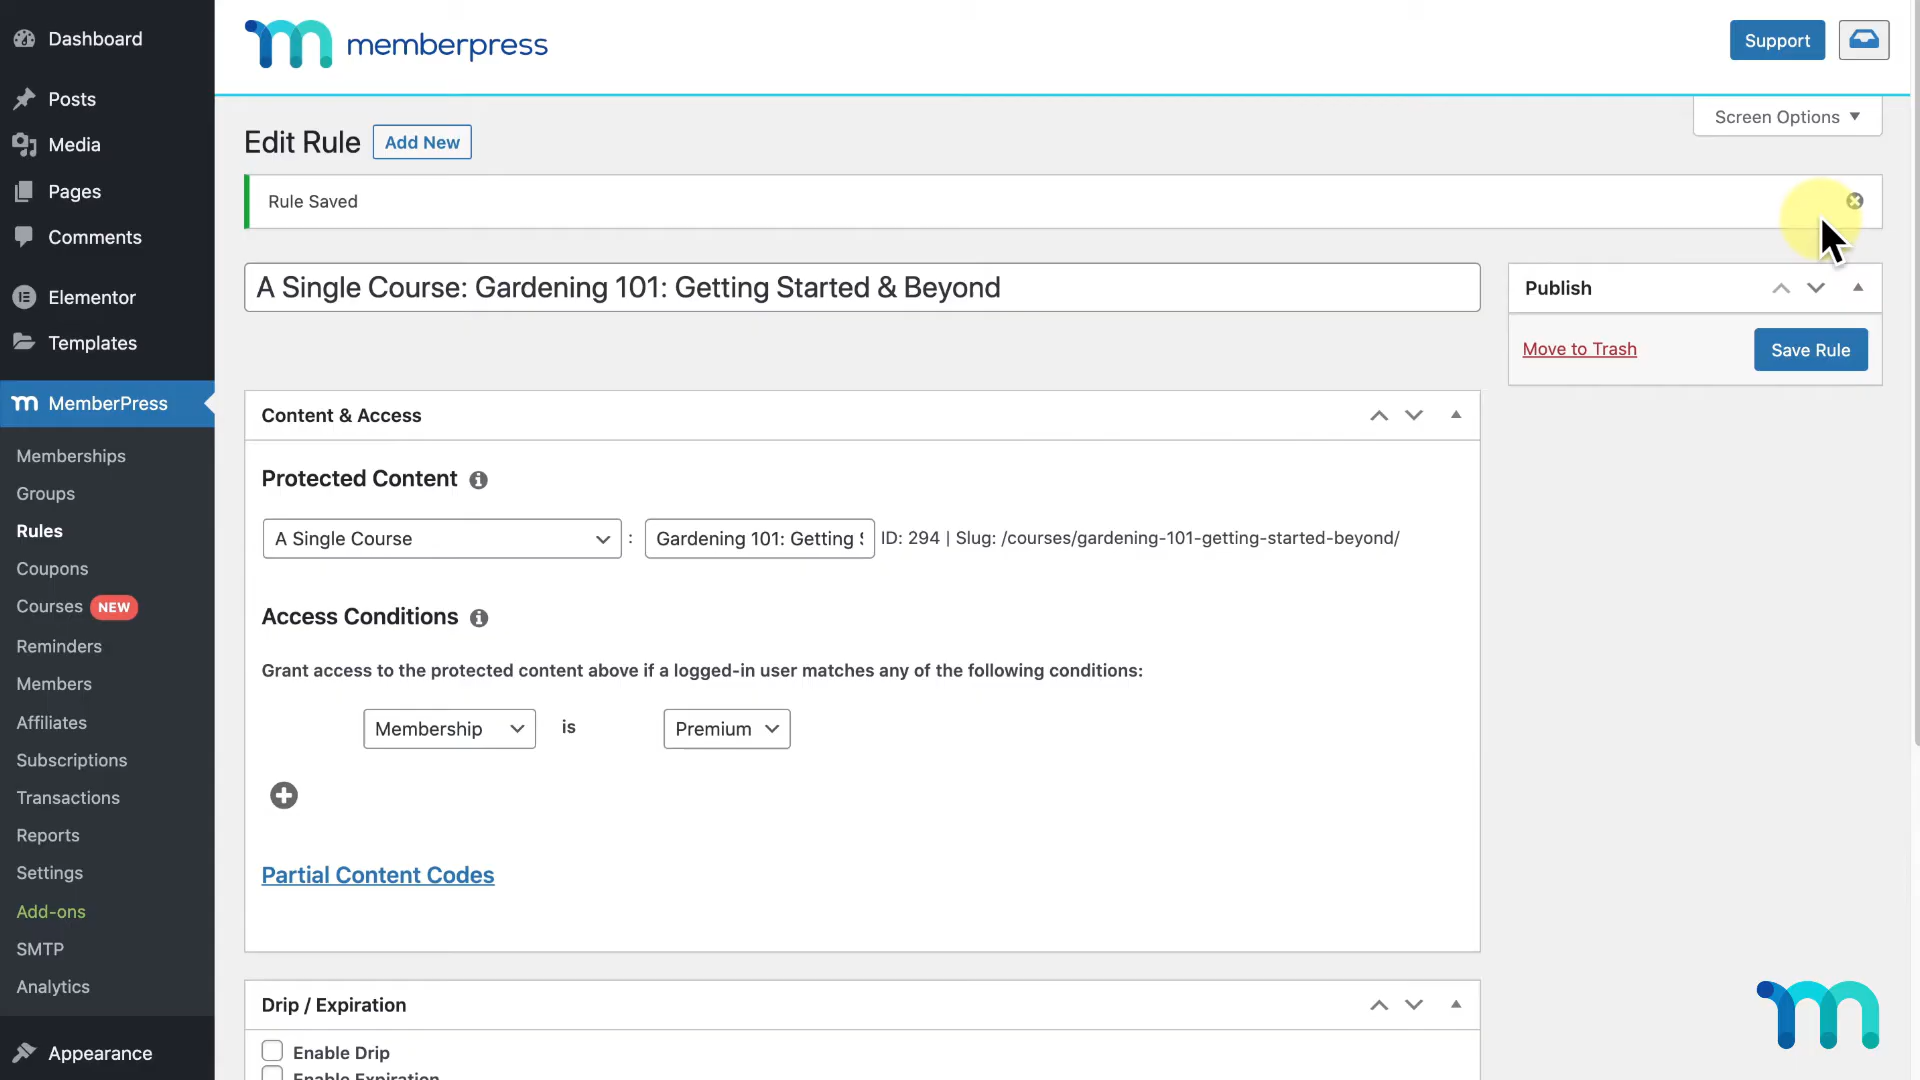 Dashboard
Posts
Media
Pages
Comments
Elementor
Templates
MemberPress
Memberships
Groups
Rules
Coupons
Courses NEW
Reminders
Members
Affiliates
Subscriptions
Transactions
Reports
Settings
Add-ons
SMTP
Analytics
Appearance
memberpress
Support
Screen Options
Edit Rule Add New
Rule Saved
A Single Course: Gardening 101: Getting Started & Beyond
Publish
Move to Trash Save Rule
Content & Access
Protected Content
A Single Course : Gardening 101: Getting ID: 294 | Slug: /courses/gardening-101-getting-started-beyond/
Access Conditions
Grant access to the protected content above if a logged-in user matches any of the following conditions:
Membership is Premium
Partial Content Codes
Drip / Expiration
Enable Drip
Enable Expiration